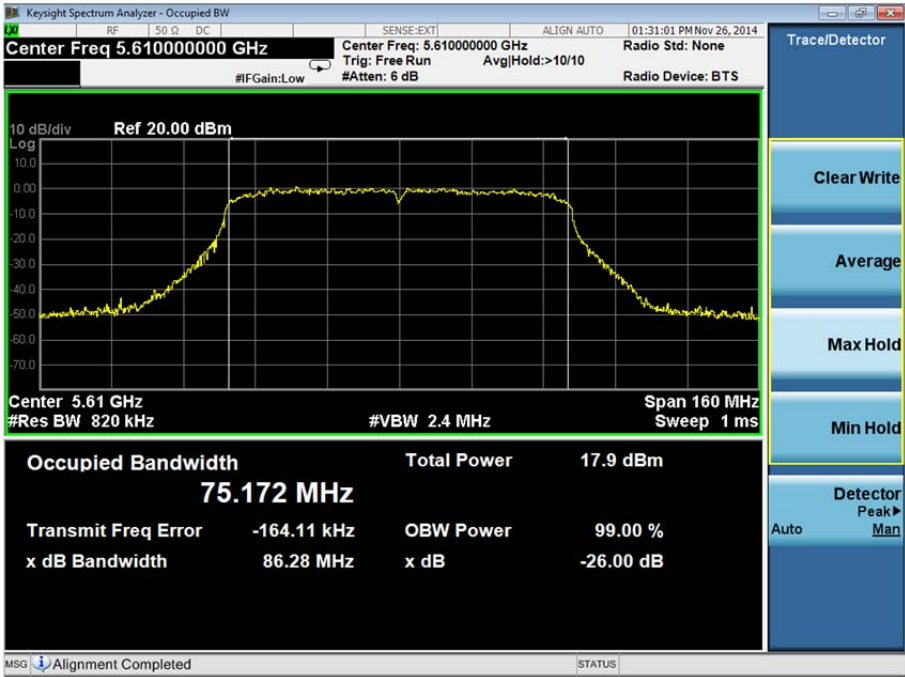 Keysight Spectrum Analyzer - Occupied BW
LXI RF 50 Ω DC SENSE:EXT ALIGN AUTO 01:31:01 PM Nov 26, 2014
Center Freq 5.610000000 GHz
Center Freq: 5.610000000 GHz Radio Std: None
Trig: Free Run Avg|Hold:>10/10
#IFGain:Low #Atten: 6 dB Radio Device: BTS
10 dB/div Ref 20.00 dBm
Log
10.0
0.00
-10.0
-20.0
-30.0
-40.0
-50.0
-60.0
-70.0
Center 5.61 GHz Span 160 MHz
#Res BW 820 kHz #VBW 2.4 MHz Sweep 1 ms
Occupied Bandwidth Total Power 17.9 dBm
75.172 MHz
Transmit Freq Error -164.11 kHz OBW Power 99.00 %
x dB Bandwidth 86.28 MHz x dB -26.00 dB
Trace/Detector
Clear Write
Average
Max Hold
Min Hold
Detector
Peak▶
Auto Man
MSG Alignment Completed STATUS